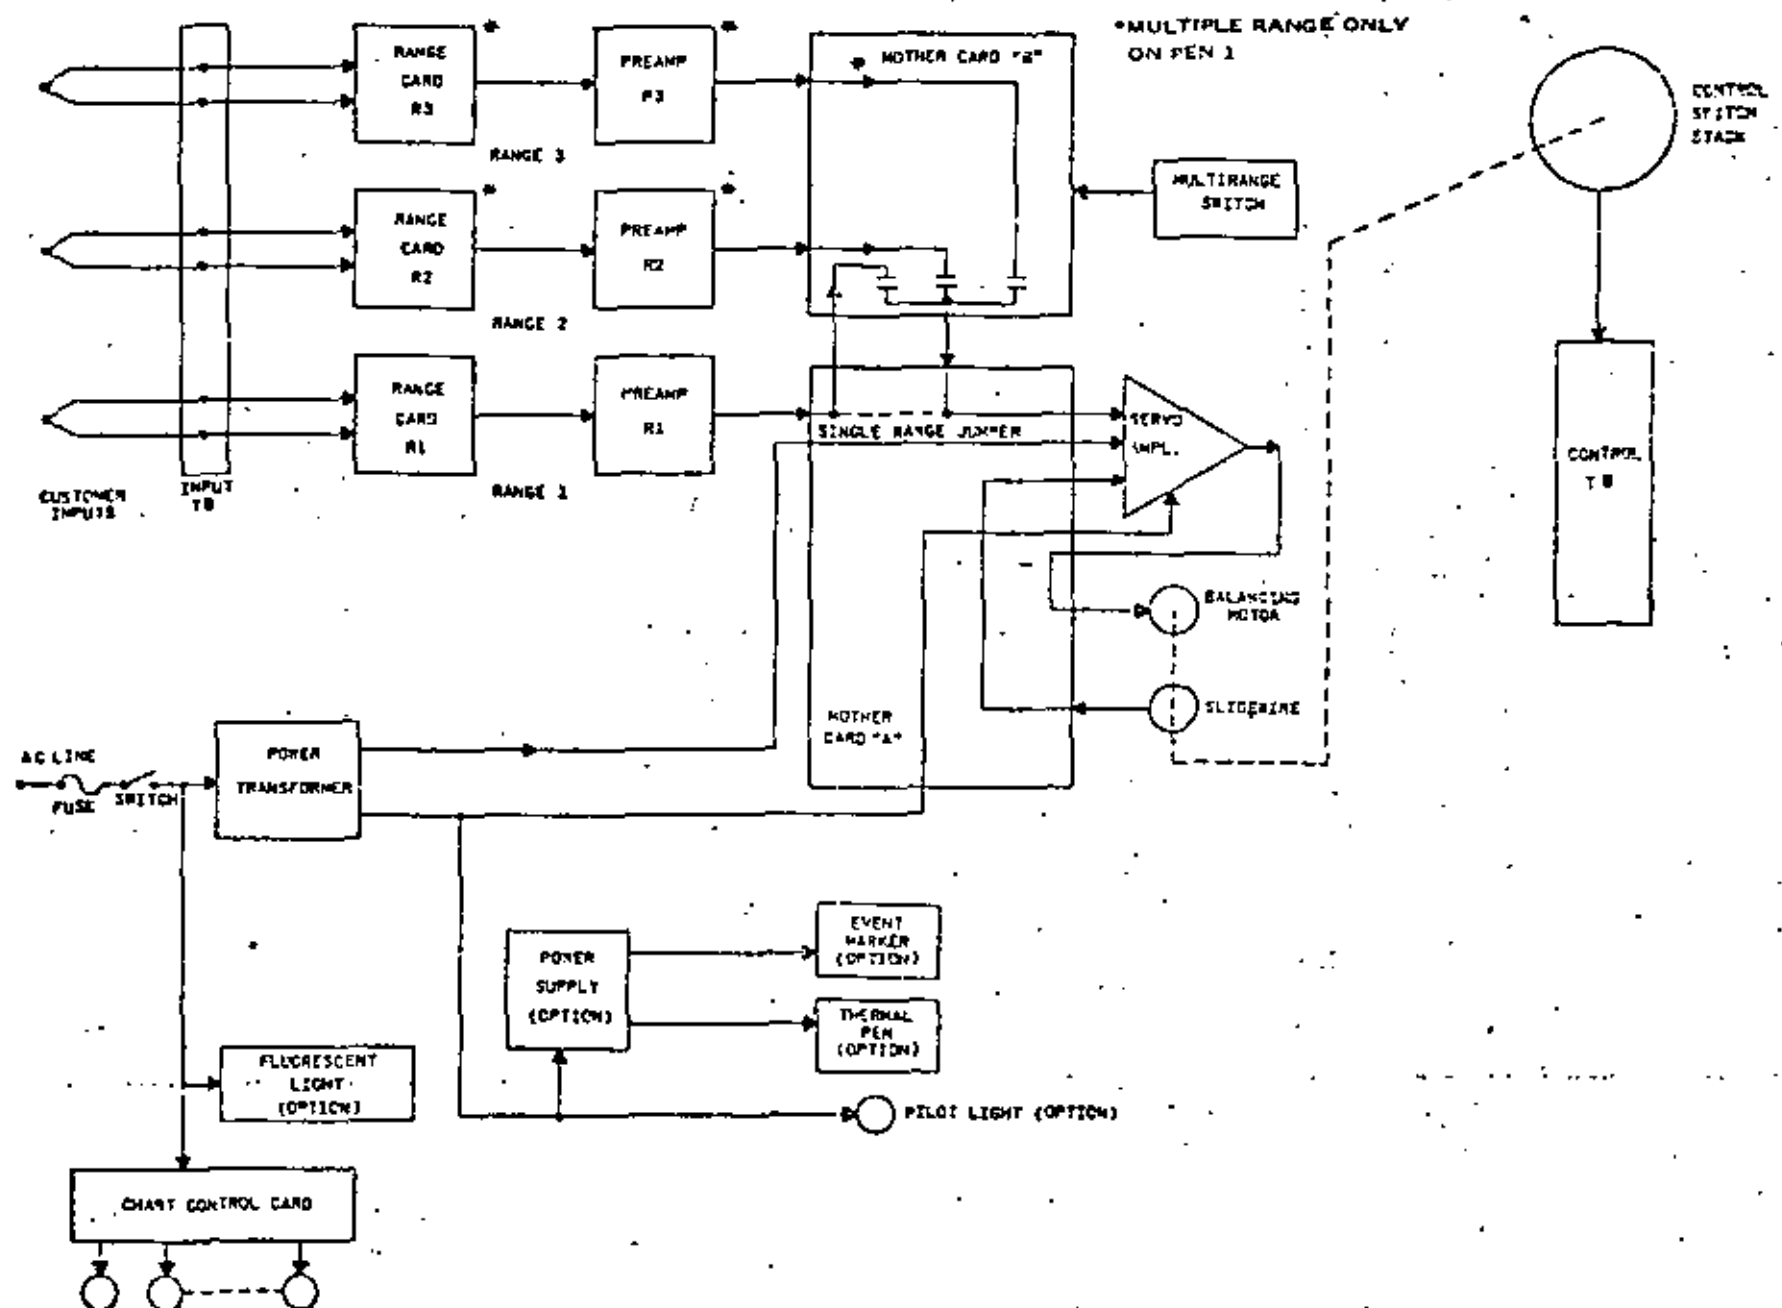 *MULTIPLE RANGE ONLY
ON PEN 1
RANGE
CARD
R3
PREAMP
MOTHER CARD "B"
CONTROL
SWITCH
STACK
RANGE 3
RANGE
CARD
R2
PREAMP
R2
MULTIRANGE
SWITCH
RANGE 2
RANGE
CARD
R1
PREAMP
R1
SINGLE RANGE JUMPER
SERVO
AMPL.
CONTROL
TB
CUSTOMER
INPUTS
INPUT
TB
RANGE 1
BALANCING
MOTOR
SLIDEWIRE
MOTHER
CARD "A"
AC LINE
FUSE
SWITCH
POWER
TRANSFORMER
POWER
SUPPLY
(OPTION)
EVENT
MARKER
(OPTION)
THERMAL
PEN
(OPTION)
FLUORESCENT
LIGHT
(OPTION)
PILOT LIGHT (OPTION)
CHART CONTROL CARD